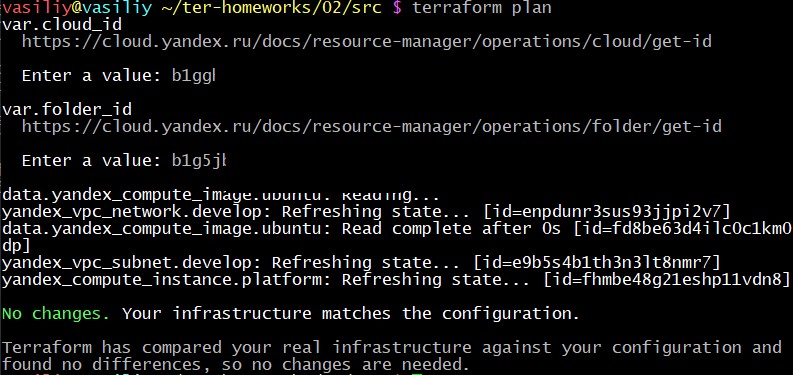 vasiliy@vasiliy ~/ter-homeworks/02/src $ terraform plan
var.cloud_id
  https://cloud.yandex.ru/docs/resource-manager/operations/cloud/get-id

  Enter a value: b1gg

var.folder_id
  https://cloud.yandex.ru/docs/resource-manager/operations/folder/get-id

  Enter a value: b1g5j

data.yandex_compute_image.ubuntu: Reading...
yandex_vpc_network.develop: Refreshing state... [id=enpdunr3sus93jjpi2v7]
data.yandex_compute_image.ubuntu: Read complete after 0s [id=fd8be63d4ilc0c1km0
dp]
yandex_vpc_subnet.develop: Refreshing state... [id=e9b5s4b1th3n3lt8nmr7]
yandex_compute_instance.platform: Refreshing state... [id=fhmbe48g21eshp11vdn8]

No changes. Your infrastructure matches the configuration.

Terraform has compared your real infrastructure against your configuration and
found no differences, so no changes are needed.